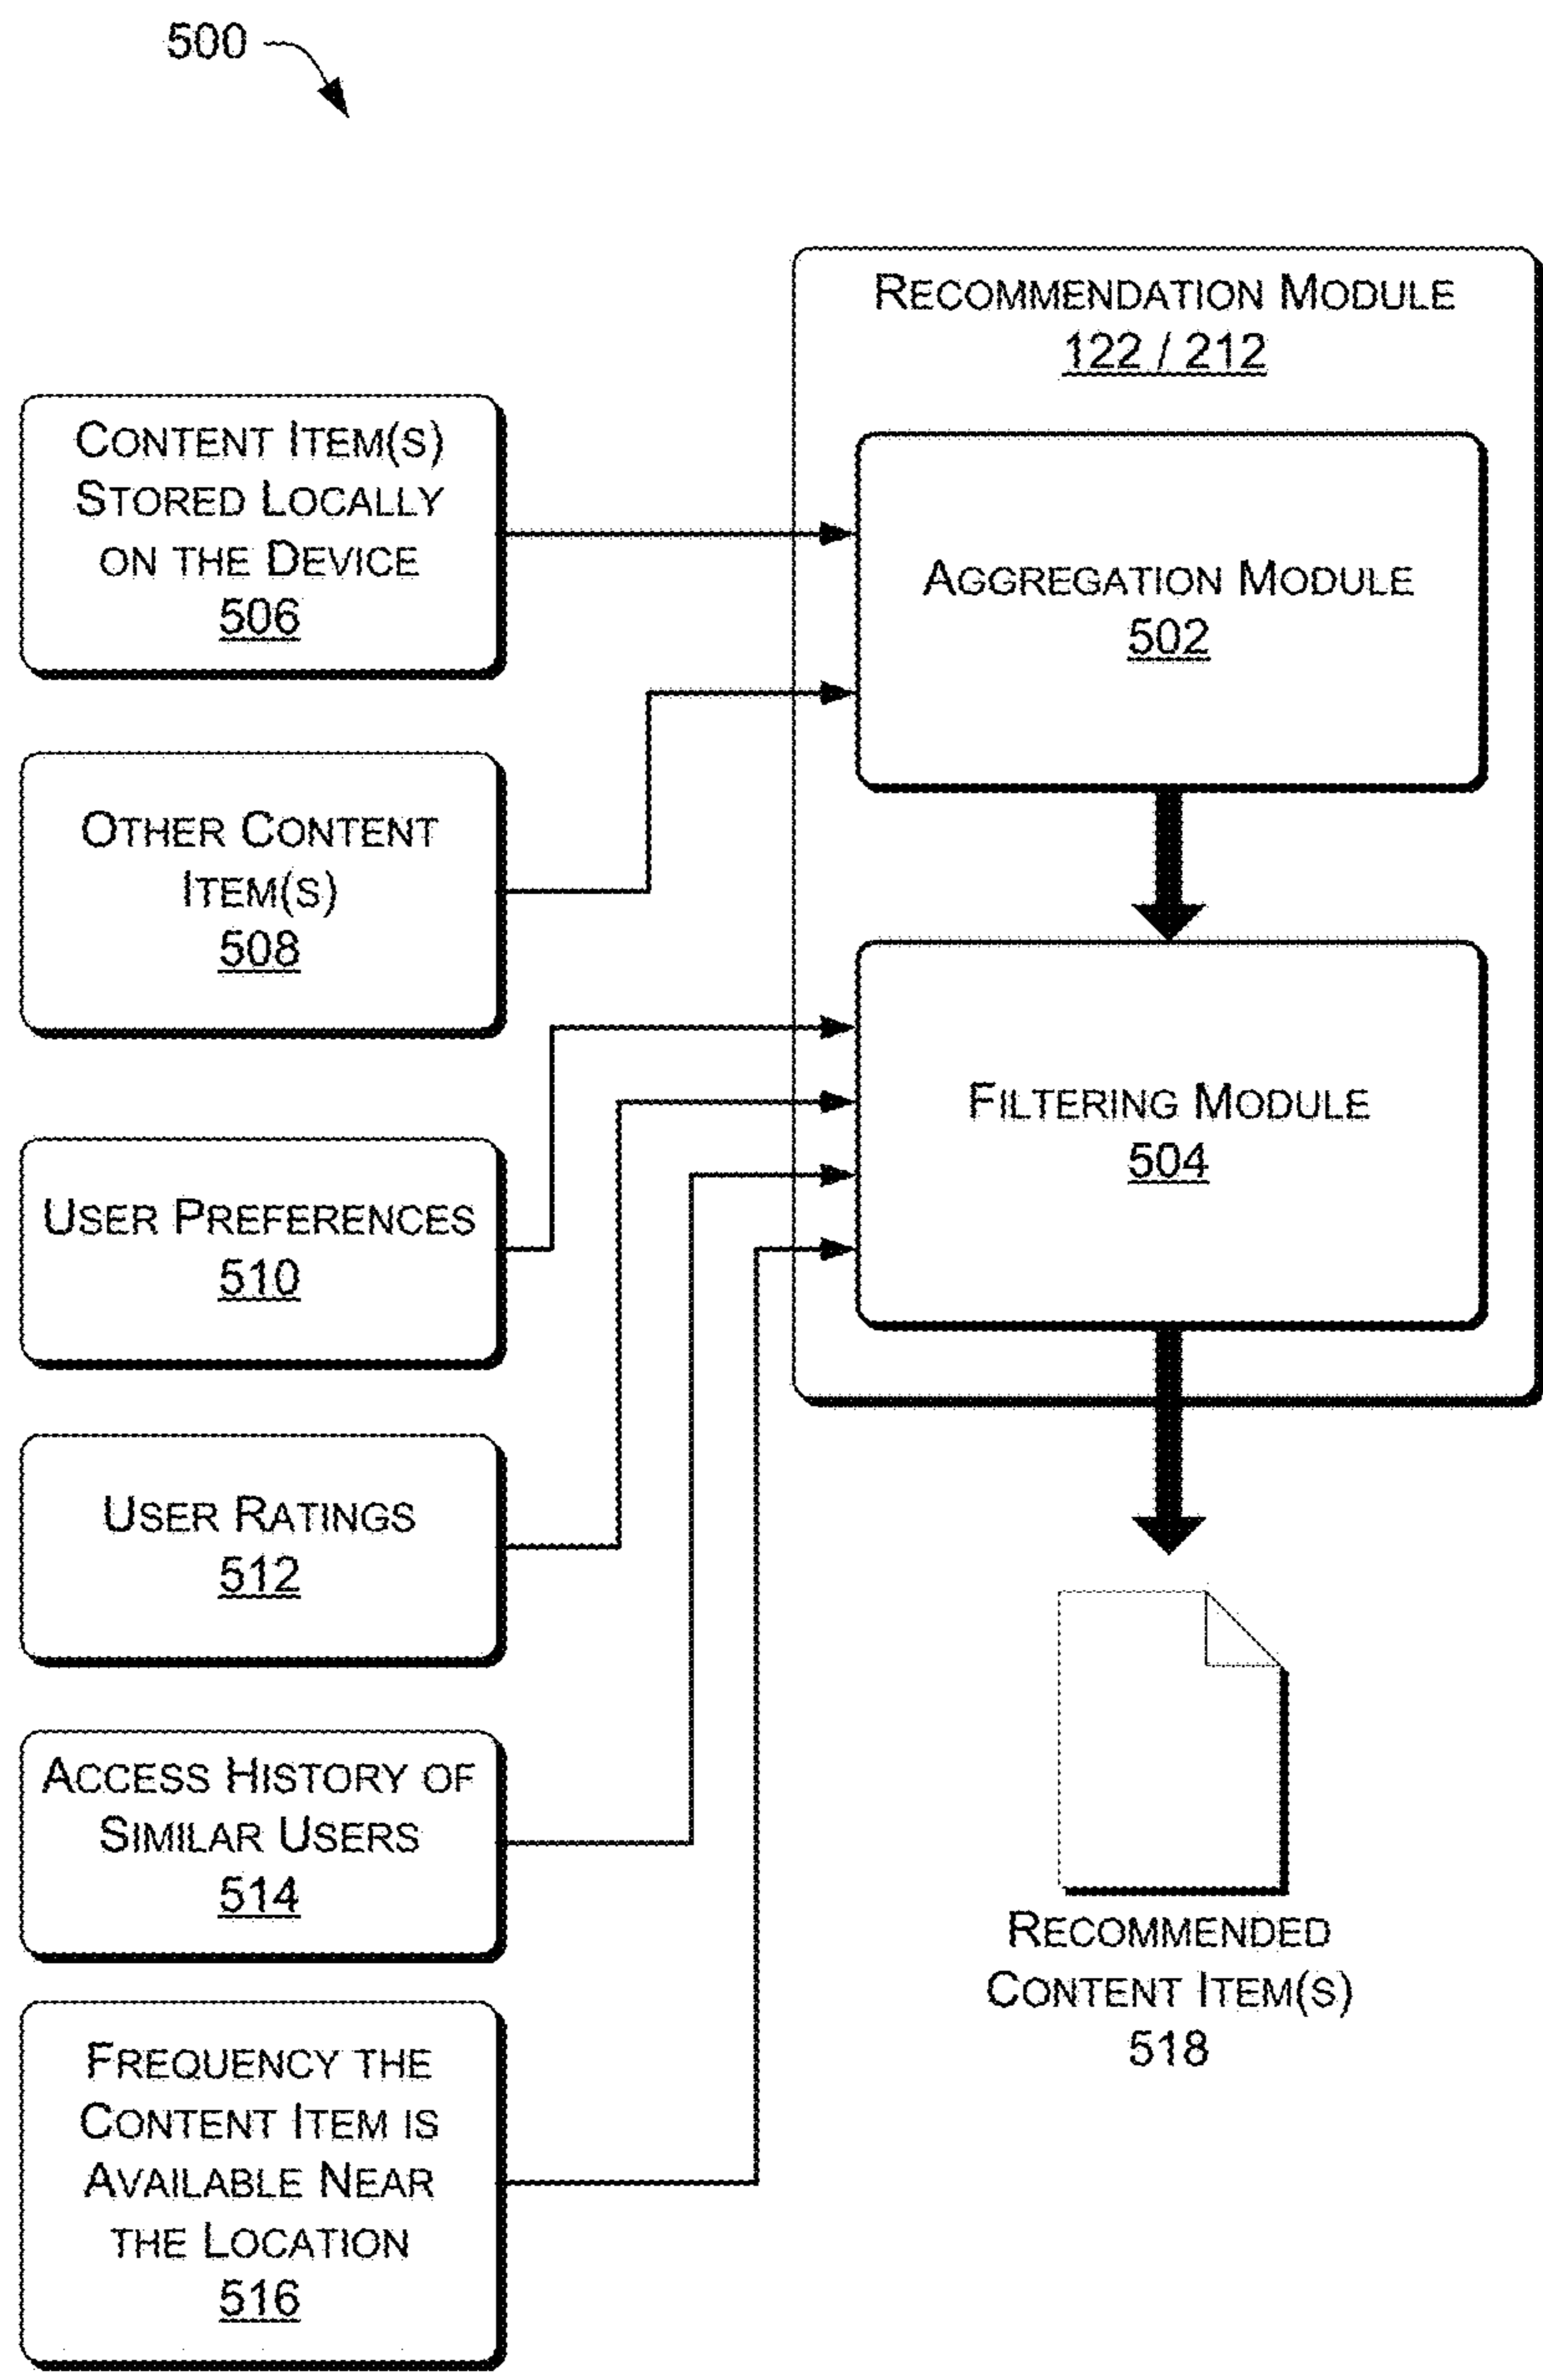 500
RECOMMENDATION MODULE
122 / 212
CONTENT ITEM(S)
STORED LOCALLY
ON THE DEVICE
506
AGGREGATION MODULE
502
OTHER CONTENT
ITEM(S)
508
FILTERING MODULE
504
USER PREFERENCES
510
USER RATINGS
512
ACCESS HISTORY OF
SIMILAR USERS
514
RECOMMENDED
CONTENT ITEM(S)
518
FREQUENCY THE
CONTENT ITEM IS
AVAILABLE NEAR
THE LOCATION
516